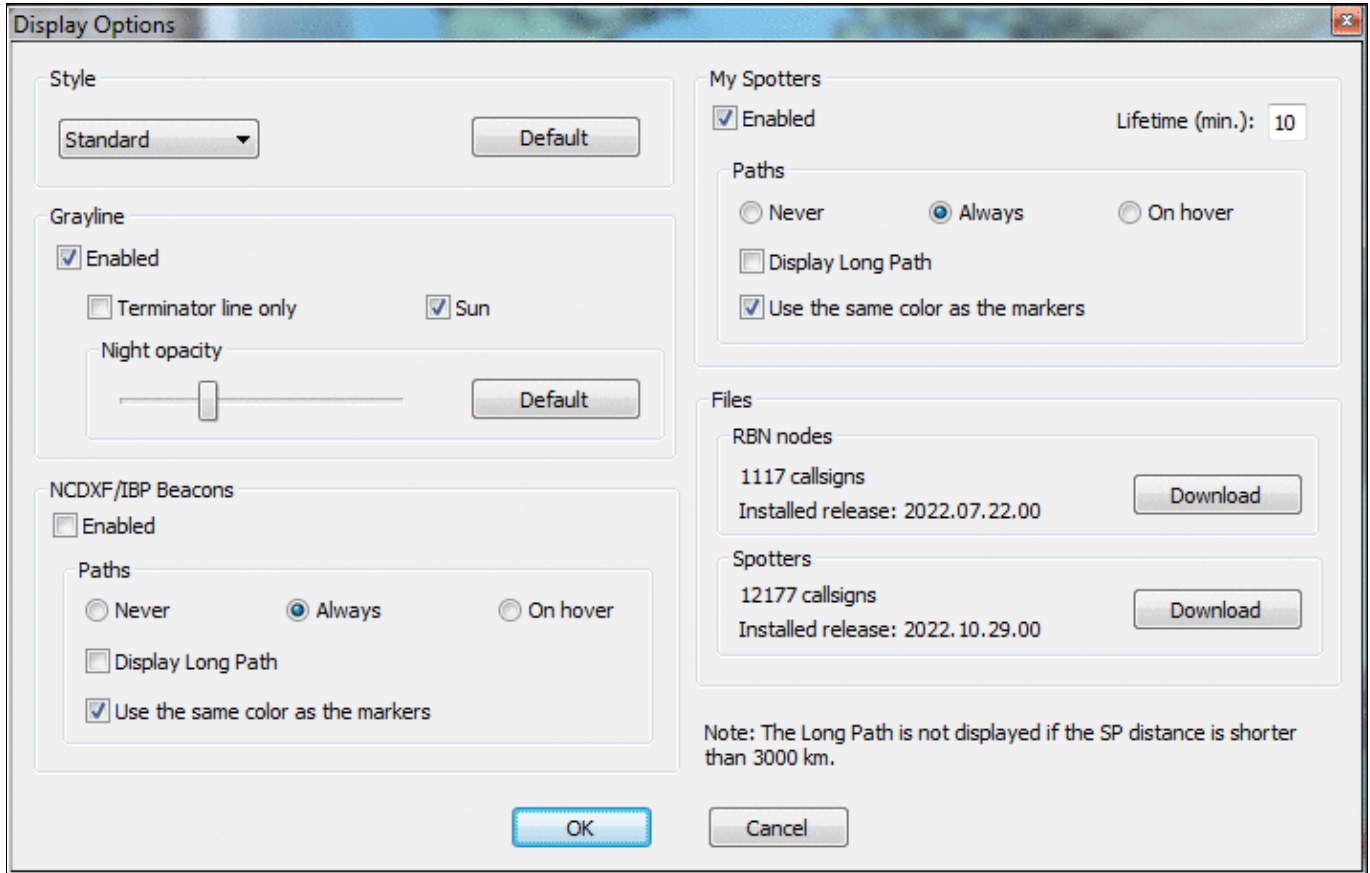 Display Options
Style
Standard
Default
Grayline
Enabled
Terminator line only
Sun
Night opacity
Default
NCDXF/IBP Beacons
Enabled
Paths
Never
Always
On hover
Display Long Path
Use the same color as the markers
My Spotters
Enabled
Lifetime (min.): 10
Paths
Never
Always
On hover
Display Long Path
Use the same color as the markers
Files
RBN nodes
1117 callsigns
Installed release: 2022.07.22.00
Download
Spotters
12177 callsigns
Installed release: 2022.10.29.00
Download
Note: The Long Path is not displayed if the SP distance is shorter
than 3000 km.
OK
Cancel